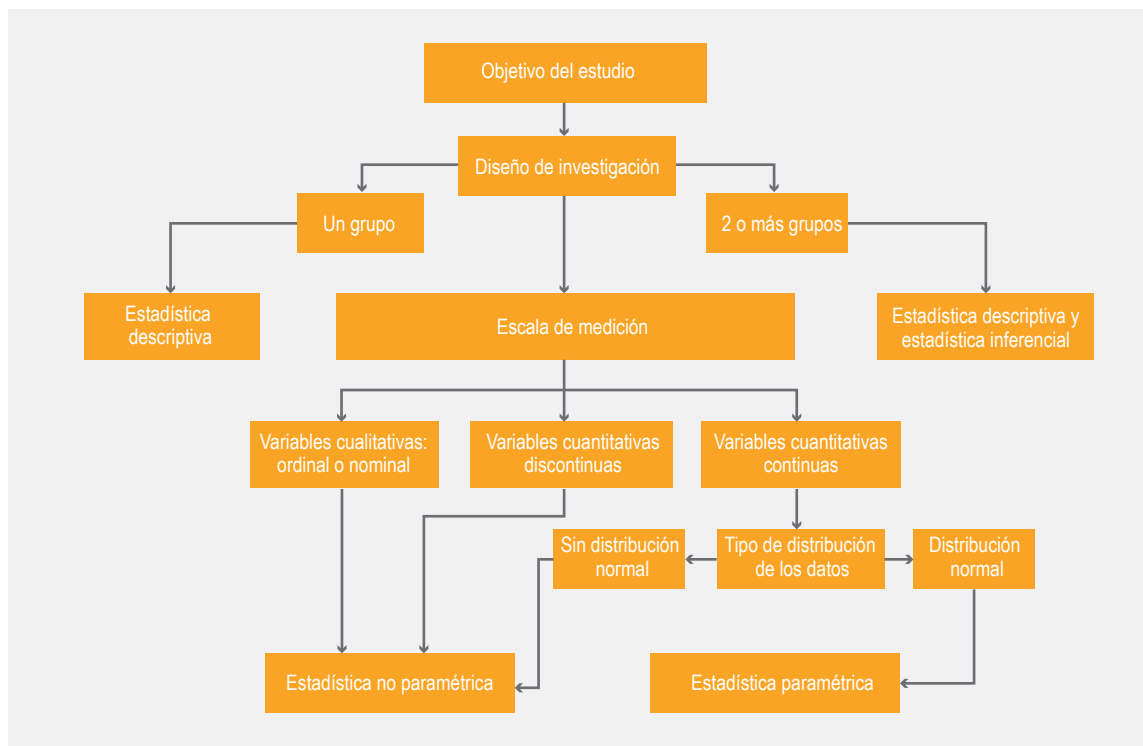 Objetivo del estudio
Diseño de investigación
Un grupo
2 o más grupos
Estadística
descriptiva
Escala de medición
Estadística descriptiva y
estadística inferencial
Variables cualitativas:
ordinal o nominal
Variables cuantitativas
discontinuas
Variables cuantitativas
continuas
Sin distribución
normal
Tipo de distribución
de los datos
Distribución
normal
Estadística no paramétrica
Estadística paramétrica